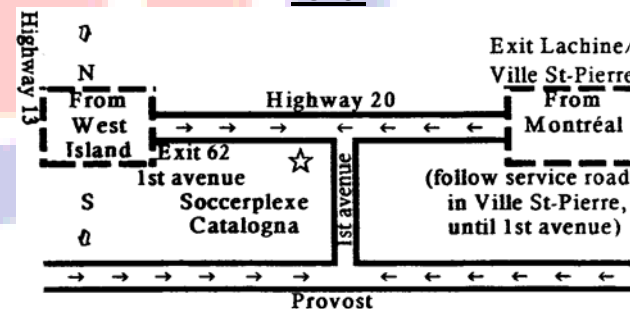 Highway 13
N
S
From
West
Island
Highway 20
Exit Lachine/
Ville St-Pierre
From
Montréal
Exit 62
1st avenue
Soccerplexe
Catalogna
1st avenue
(follow service road
in Ville St-Pierre,
until 1st avenue)
Provost